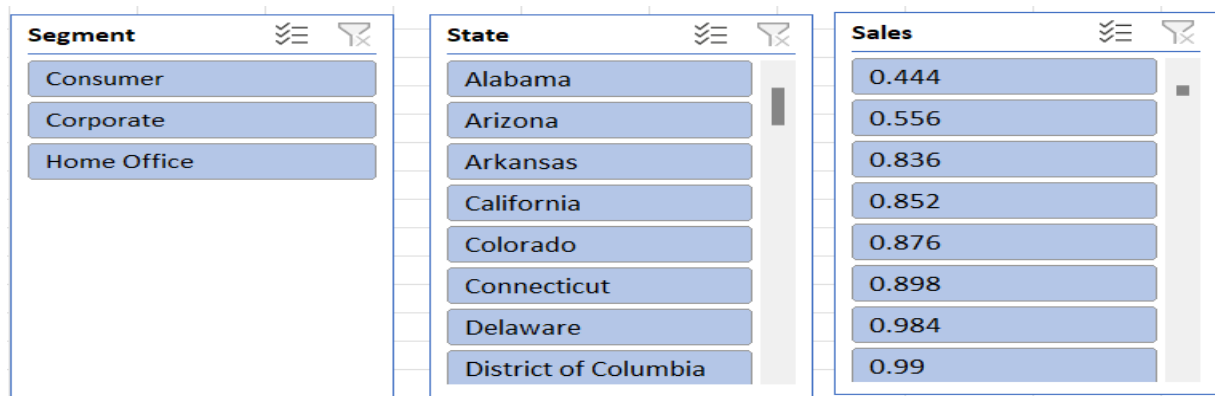 Segment
Consumer
Corporate
Home Office
State
Alabama
Arizona
Arkansas
California
Colorado
Connecticut
Delaware
District of Columbia
Sales
0.444
0.556
0.836
0.852
0.876
0.898
0.984
0.99